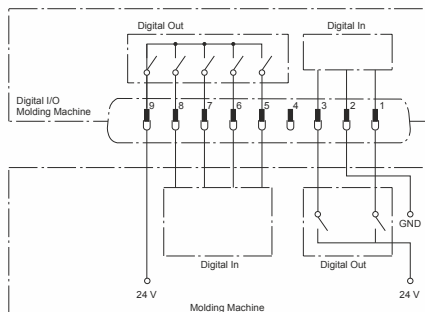 Digital Out
Digital In
Digital I/O
Molding Machine
9 8 7 6 5 4 3 2 1
GND
Digital In
Digital Out
24 V
24 V
Molding Machine